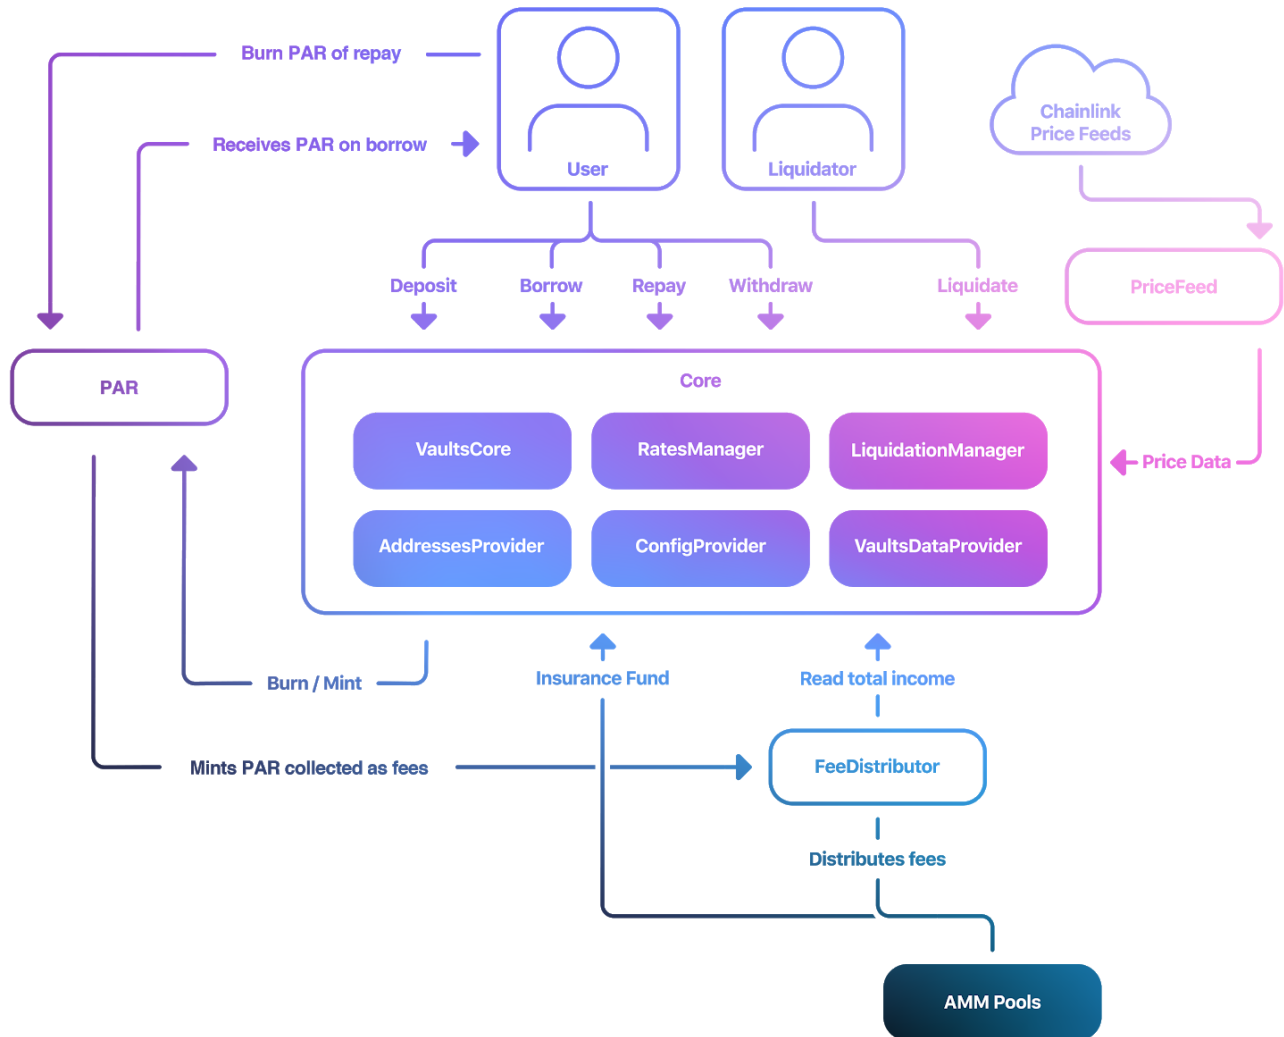 Burn PAR of repay
Receives PAR on borrow
User
Liquidator
Chainlink
Price Feeds
Deposit
Borrow
Repay
Withdraw
Liquidate
PriceFeed
PAR
Core
VaultsCore
RatesManager
LiquidationManager
Price Data
AddressesProvider
ConfigProvider
VaultsDataProvider
Burn / Mint
Insurance Fund
Read total income
Mints PAR collected as fees
FeeDistributor
Distributes fees
AMM Pools